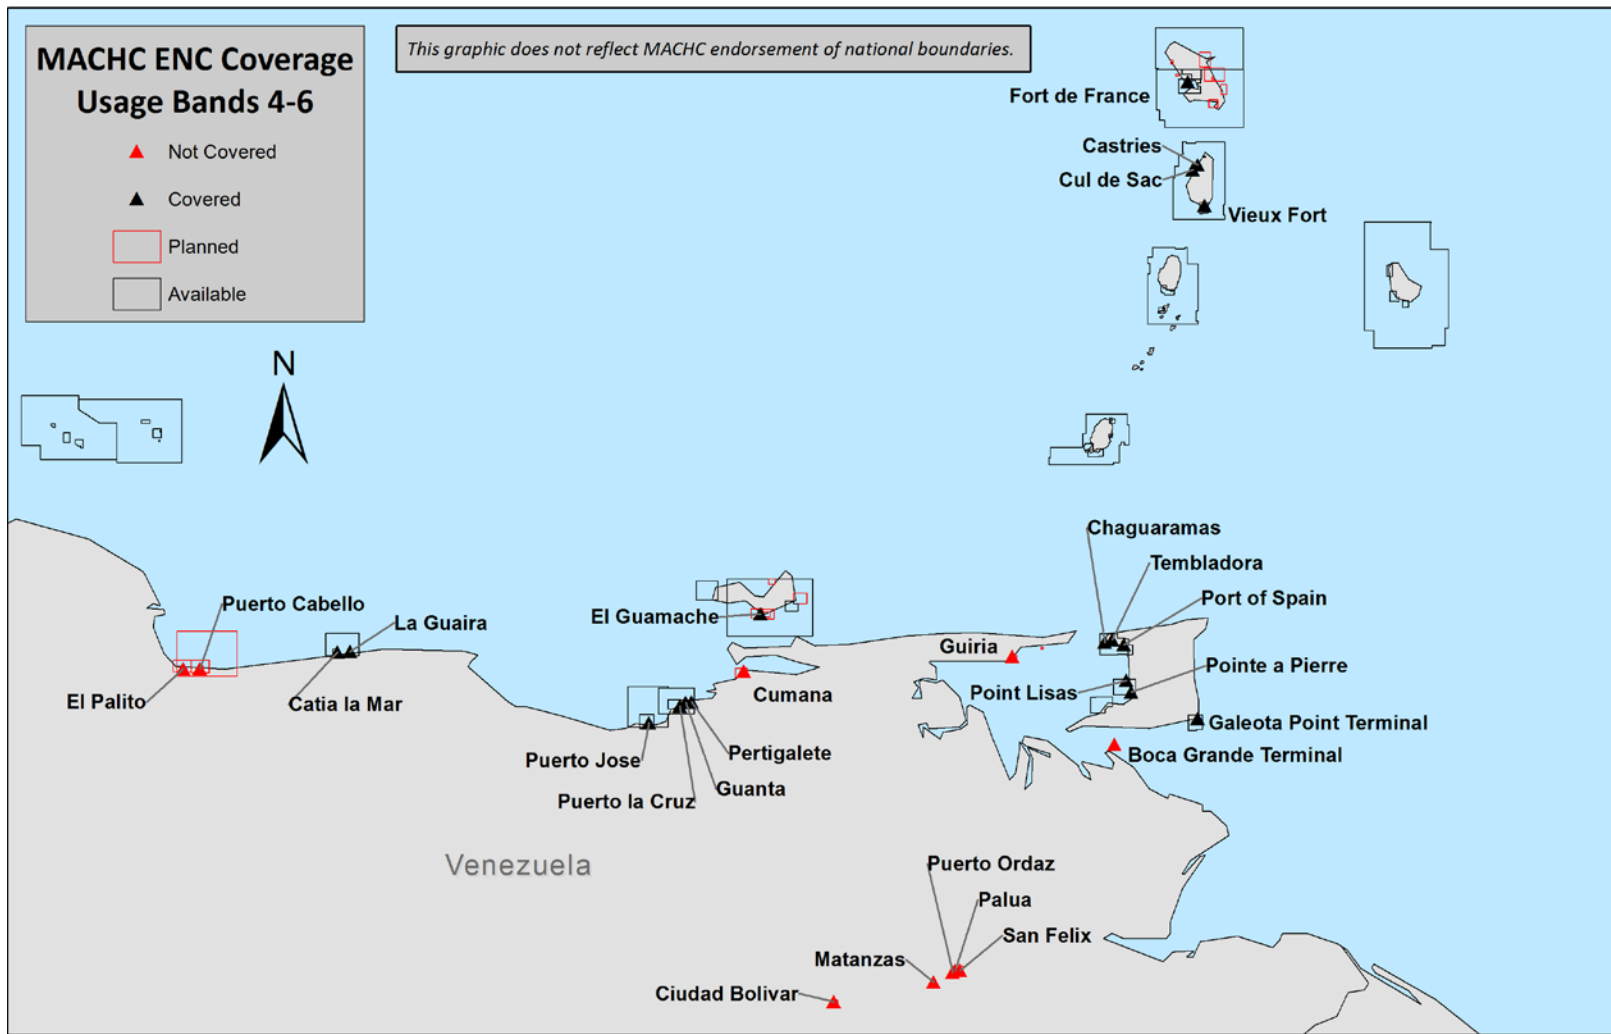 MACHC ENC Coverage
Usage Bands 4-6
Not Covered
Covered
Planned
Available
This graphic does not reflect MACHC endorsement of national boundaries.
N
Fort de France
Castries
Cul de Sac
Vieux Fort
Chaguaramas
Tembladora
Port of Spain
Puerto Cabello
La Guaira
El Guamache
Guiria
Pointe a Pierre
Point Lisas
El Palito
Catia la Mar
Cumana
Galeota Point Terminal
Boca Grande Terminal
Puerto Jose
Pertigalete
Guanta
Puerto la Cruz
Venezuela
Puerto Ordaz
Palua
San Felix
Matanzas
Ciudad Bolivar